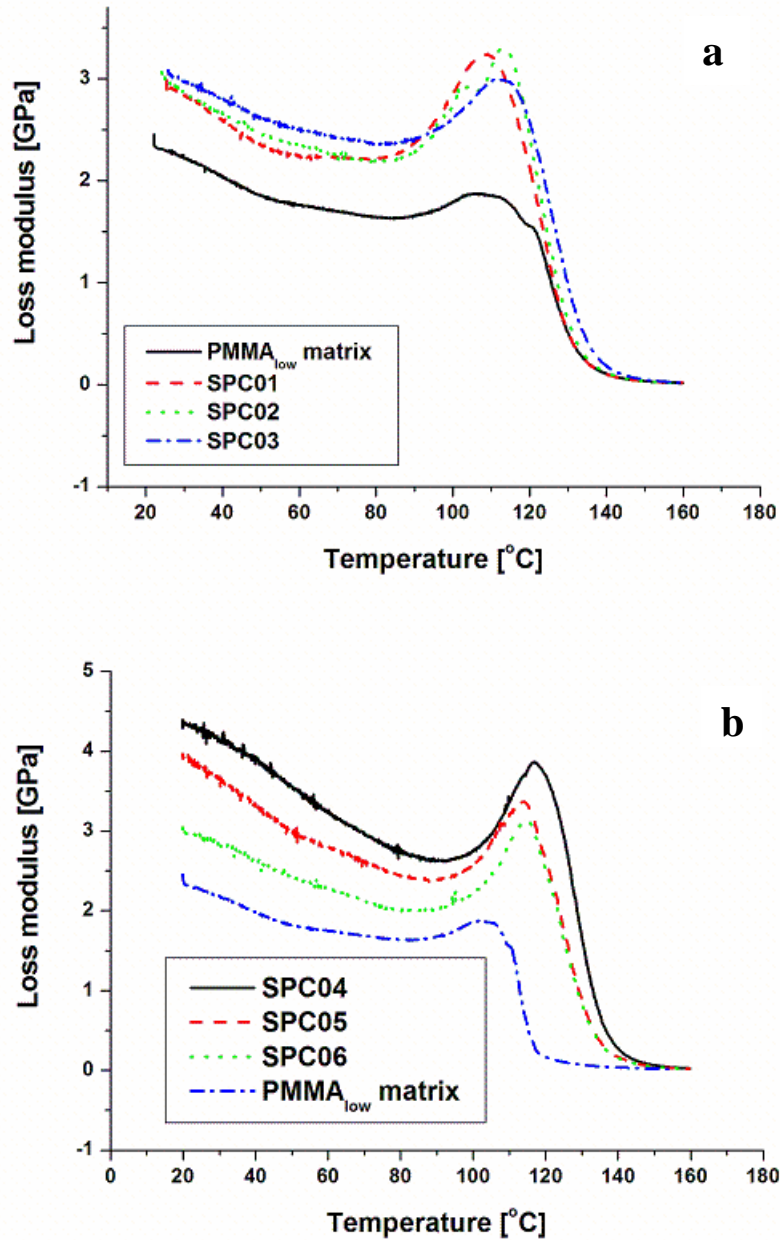 a
Loss modulus [GPa]
3
2
1
0
-1
PMMAlow matrix
SPC01
SPC02
SPC03
20 40 60 80 100 120 140 160 180
Temperature [°C]
b
Loss modulus [GPa]
5
4
3
2
1
0
-1
SPC04
SPC05
SPC06
PMMAlow matrix
0 20 40 60 80 100 120 140 160 180
Temperature [°C]